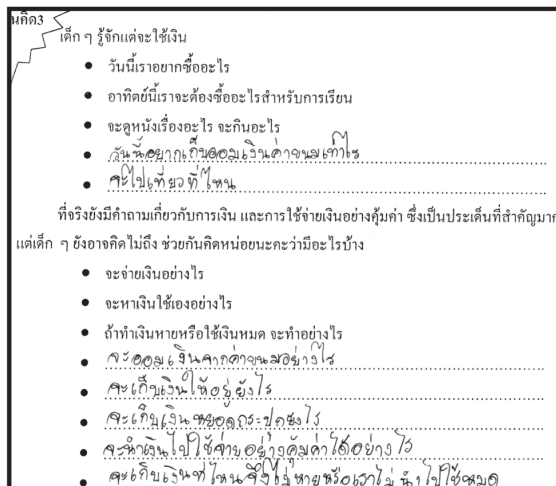 นคิด3
เด็ก ๆ รู้จักแต่จะใช้เงิน
• วันนี้เราอยากซื้ออะไร
• อาทิตย์นี้เราจะต้องซื้ออะไรสำหรับการเรียน
• จะดูหนังเรื่องอะไร จะกินอะไร
• วันนี้อยากเก็บออมเงินค่าขนมเท่าไร
• จะไปเที่ยวที่ไหน
ที่จริงยังมีคำถามเกี่ยวกับการเงิน และการใช้จ่ายเงินอย่างคุ้มค่า ซึ่งเป็นประเด็นที่สำคัญมาก
แต่เด็ก ๆ ยังอาจคิดไม่ถึง ช่วยกันคิดหน่อยนะคะว่ามีอะไรบ้าง
• จะจ่ายเงินอย่างไร
• จะหาเงินใช้เองอย่างไร
• ถ้าทำเงินหายหรือใช้เงินหมด จะทำอย่างไร
• จะออมเงินจากค่าขนมอย่างไร
• จะเก็บเงินให้อยู่ยังไร
• จะเก็บเงินหยอดกระปุกยังไร
• จะนำเงินไปใช้จ่ายอย่างคุ้มค่าได้อย่างไร
• จะเก็บเงินที่ไหนจึงไม่หายหรือเราไม่นำไปใช้หมด